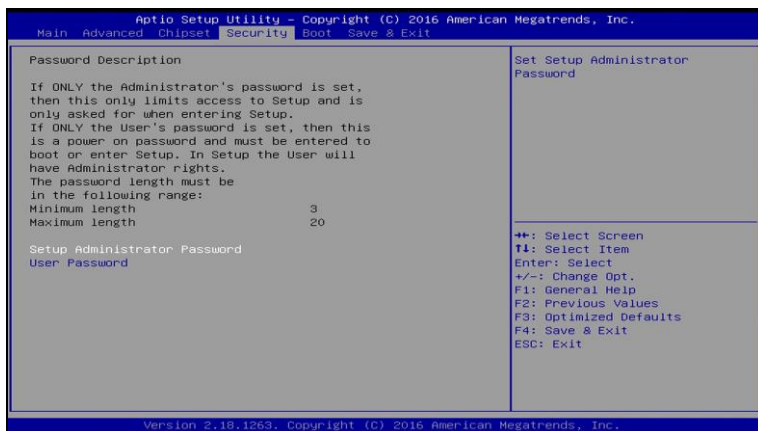 Aptio Setup Utility – Copyright (C) 2016 American Megatrends, Inc.
Main Advanced Chipset Security Boot Save & Exit
Password Description
If ONLY the Administrator's password is set,
then this only limits access to Setup and is
only asked for when entering Setup.
If ONLY the User's password is set, then this
is a power on password and must be entered to
boot or enter Setup. In Setup the User will
have Administrator rights.
The password length must be
in the following range:
Minimum length 3
Maximum length 20
Setup Administrator Password
User Password
Set Setup Administrator
Password
→←: Select Screen
↑↓: Select Item
Enter: Select
+/-: Change Opt.
F1: General Help
F2: Previous Values
F3: Optimized Defaults
F4: Save & Exit
ESC: Exit
Version 2.18.1263. Copyright (C) 2016 American Megatrends, Inc.